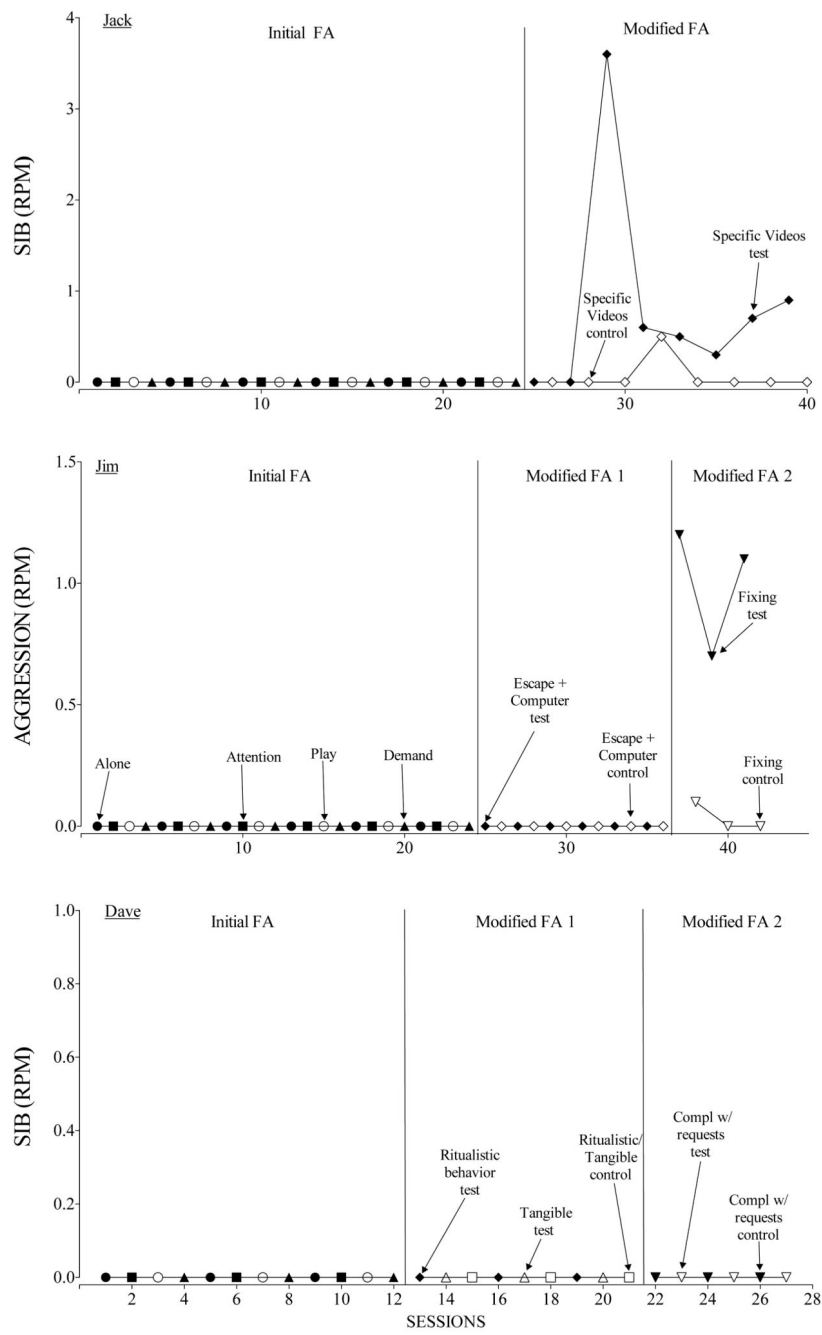 Jack
Initial FA
Modified FA
4
3
2
1
0
SIB (RPM)
Specific Videos
test
Specific
Videos
control
10
20
30
40
Jim
Initial FA
Modified FA 1
Modified FA 2
1.5
1.0
0.5
0.0
AGGRESSION (RPM)
Fixing
test
Escape +
Computer
test
Escape +
Computer
control
Alone
Attention
Play
Demand
Fixing
control
10
20
30
40
Dave
Initial FA
Modified FA 1
Modified FA 2
1.0
0.8
0.6
0.4
0.2
0.0
SIB (RPM)
Ritualistic
behavior
test
Tangible
test
Ritualistic/
Tangible
control
Compl w/
requests
test
Compl w/
requests
control
2 4 6 8 10 12 14 16 18 20 22 24 26 28
SESSIONS